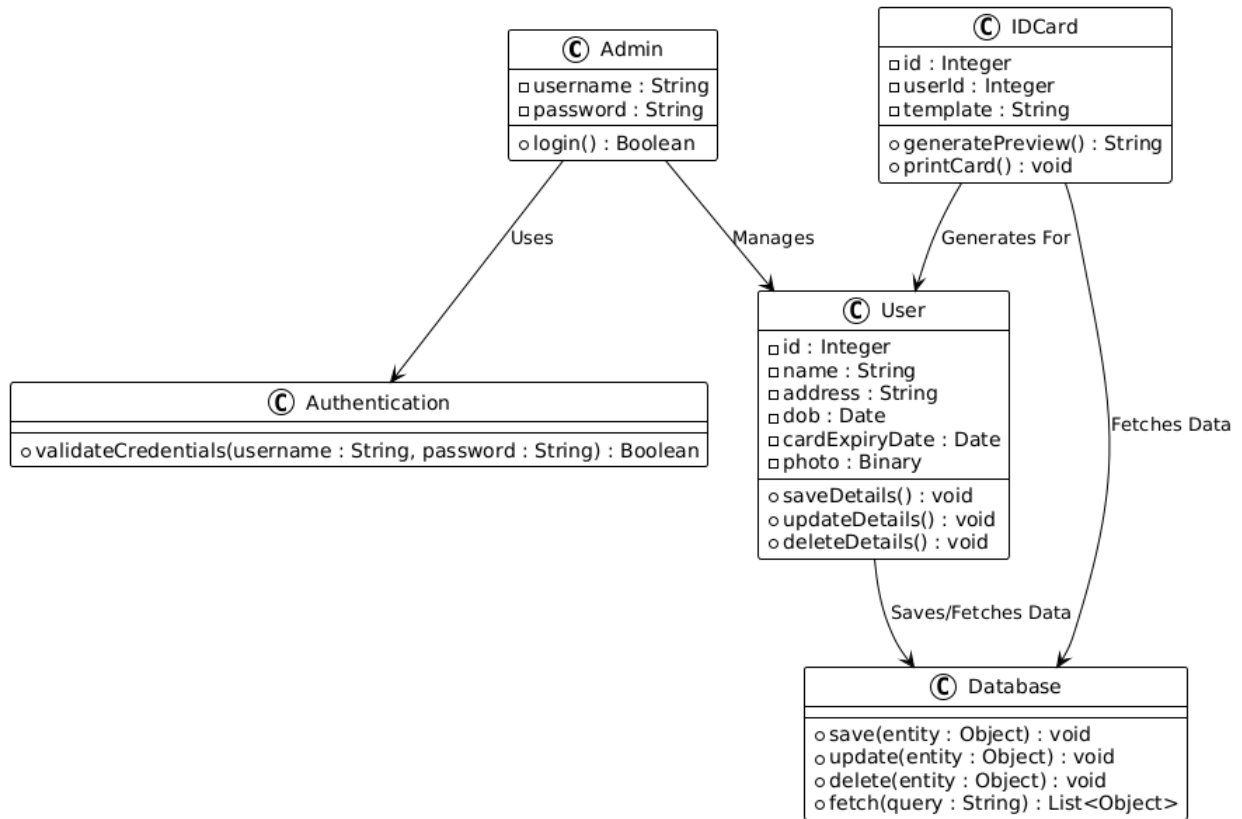 C Admin
username : String
password : String
login() : Boolean
C IDCard
id : Integer
userId : Integer
template : String
generatePreview() : String
printCard() : void
Uses
Manages
Generates For
C User
id : Integer
name : String
address : String
dob : Date
cardExpiryDate : Date
photo : Binary
saveDetails() : void
updateDetails() : void
deleteDetails() : void
C Authentication
validateCredentials(username : String, password : String) : Boolean
Fetches Data
Saves/Fetches Data
C Database
save(entity : Object) : void
update(entity : Object) : void
delete(entity : Object) : void
fetch(query : String) : List<Object>